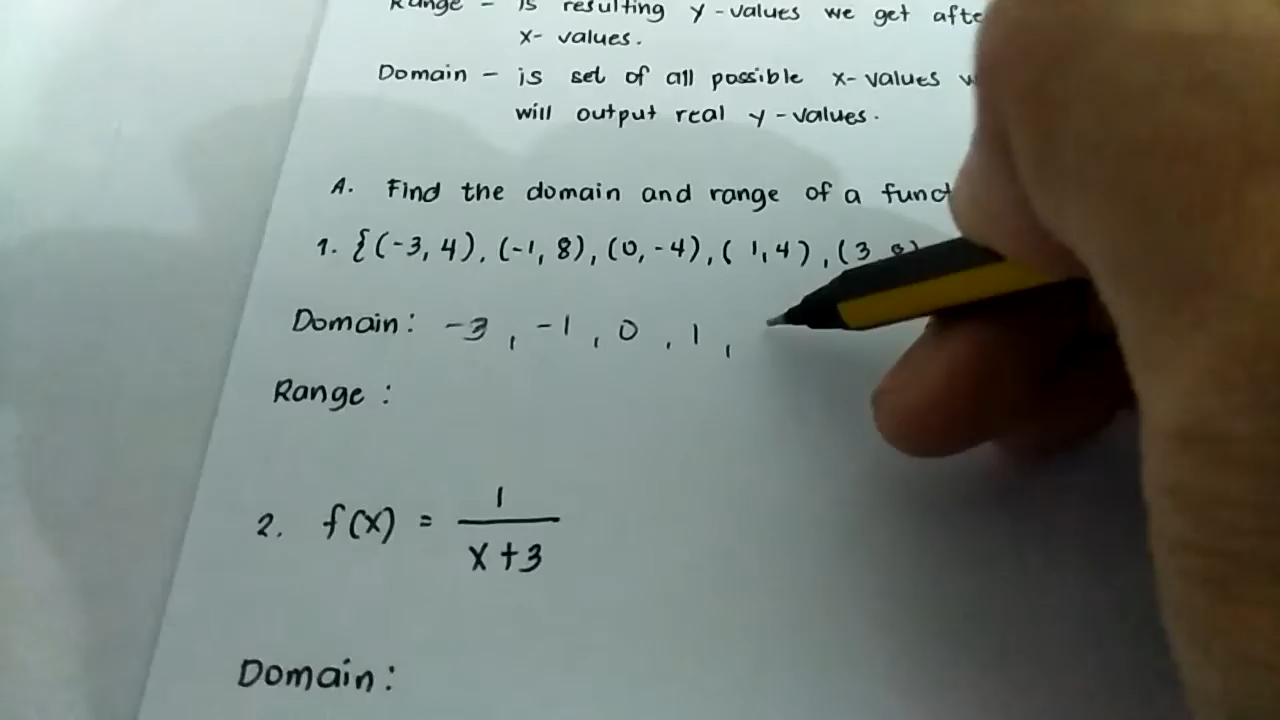 Range - is resulting y-values we get
x- values.
Domain - is set of all possible x-values
will output real y-values.
A. Find the domain and range of a
1. {(-3, 4), (-1, 8), (0, -4), (1, 4), (3
Domain: -3, -1, 0, 1,
Range:
2. f(x) = 1
x+3
Domain: